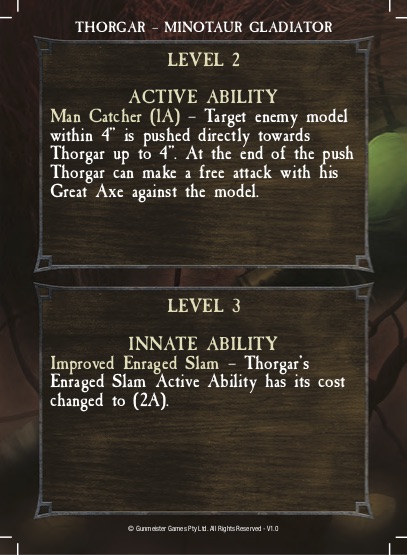 THORGAR - MINOTAUR GLADIATOR
LEVEL 2
ACTIVE ABILITY
Man Catcher (1A) – Target enemy model
within 4" is pushed directly towards
Thorgar up to 4". At the end of the push
Thorgar can make a free attack with his
Great Axe against the model.
LEVEL 3
INNATE ABILITY
Improved Enraged Slam – Thorgar's
Enraged Slam Active Ability has its cost
changed to (2A).
© Gunmeister Games Pty Ltd. All Rights Reserved - V1.0